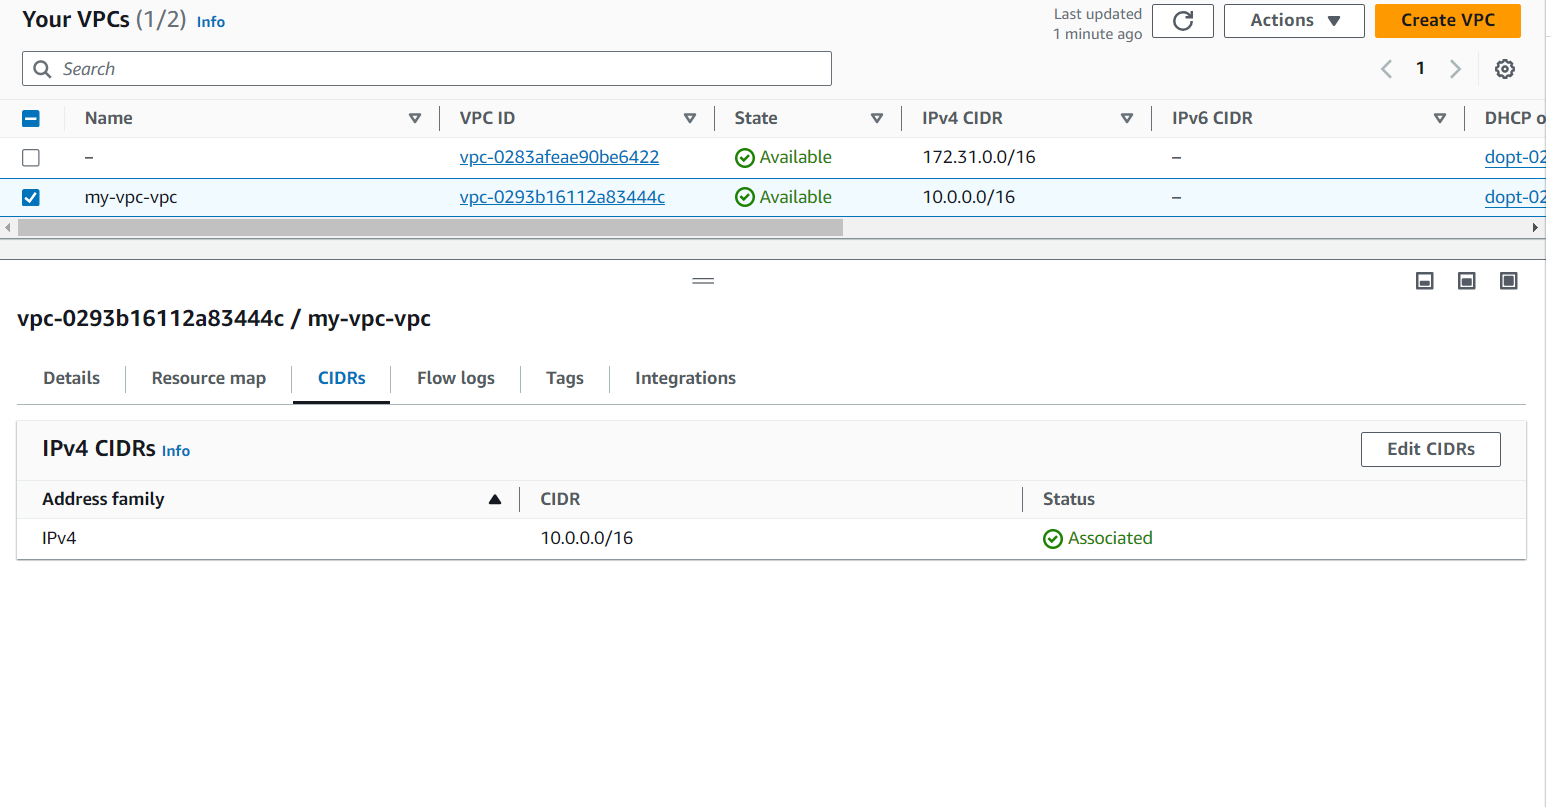 Your VPCs (1/2) Info
Last updated
1 minute ago
Actions
Create VPC
Search
1
Name VPC ID State IPv4 CIDR IPv6 CIDR DHCP o
– vpc-0283afeae90be6422 Available 172.31.0.0/16 – dopt-02
my-vpc-vpc vpc-0293b16112a83444c Available 10.0.0.0/16 – dopt-02
vpc-0293b16112a83444c / my-vpc-vpc
Details Resource map CIDRs Flow logs Tags Integrations
IPv4 CIDRs Info
Edit CIDRs
Address family CIDR Status
IPv4 10.0.0.0/16 Associated